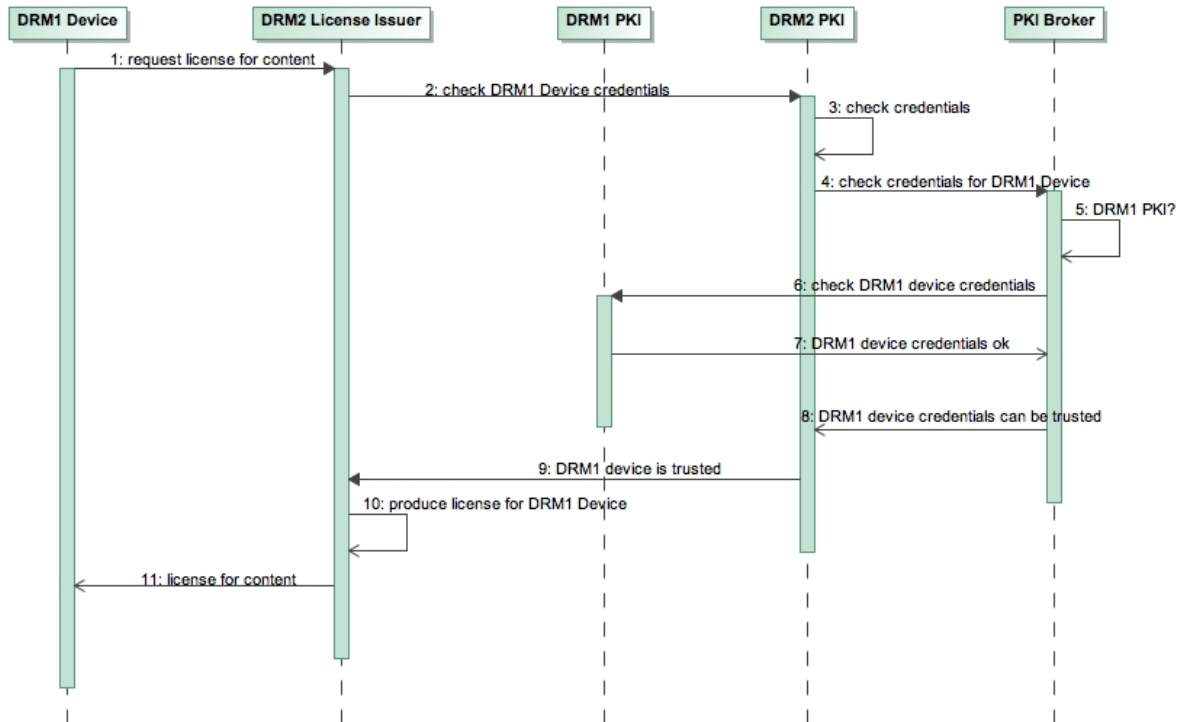 DRM1 Device
DRM2 License Issuer
DRM1 PKI
DRM2 PKI
PKI Broker
1: request license for content
2: check DRM1 Device credentials
3: check credentials
4: check credentials for DRM1 Device
5: DRM1 PKI?
6: check DRM1 device credentials
7: DRM1 device credentials ok
8: DRM1 device credentials can be trusted
9: DRM1 device is trusted
10: produce license for DRM1 Device
11: license for content